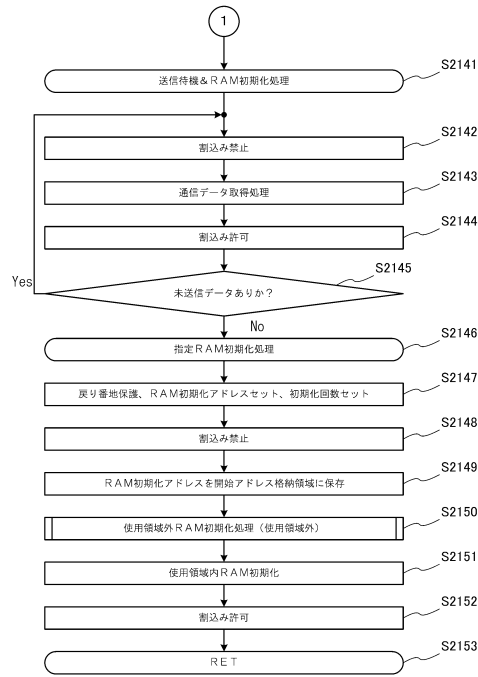 1
S2141
送信待機＆ＲＡＭ初期化処理
S2142
割込み禁止
S2143
通信データ取得処理
S2144
割込み許可
S2145
Yes
未送信データありか？
No
S2146
指定ＲＡＭ初期化処理
S2147
戻り番地保護、ＲＡＭ初期化アドレスセット、初期化回数セット
S2148
割込み禁止
S2149
ＲＡＭ初期化アドレスを開始アドレス格納領域に保存
S2150
使用領域外ＲＡＭ初期化処理（使用領域外）
S2151
使用領域内ＲＡＭ初期化
S2152
割込み許可
S2153
ＲＥＴ